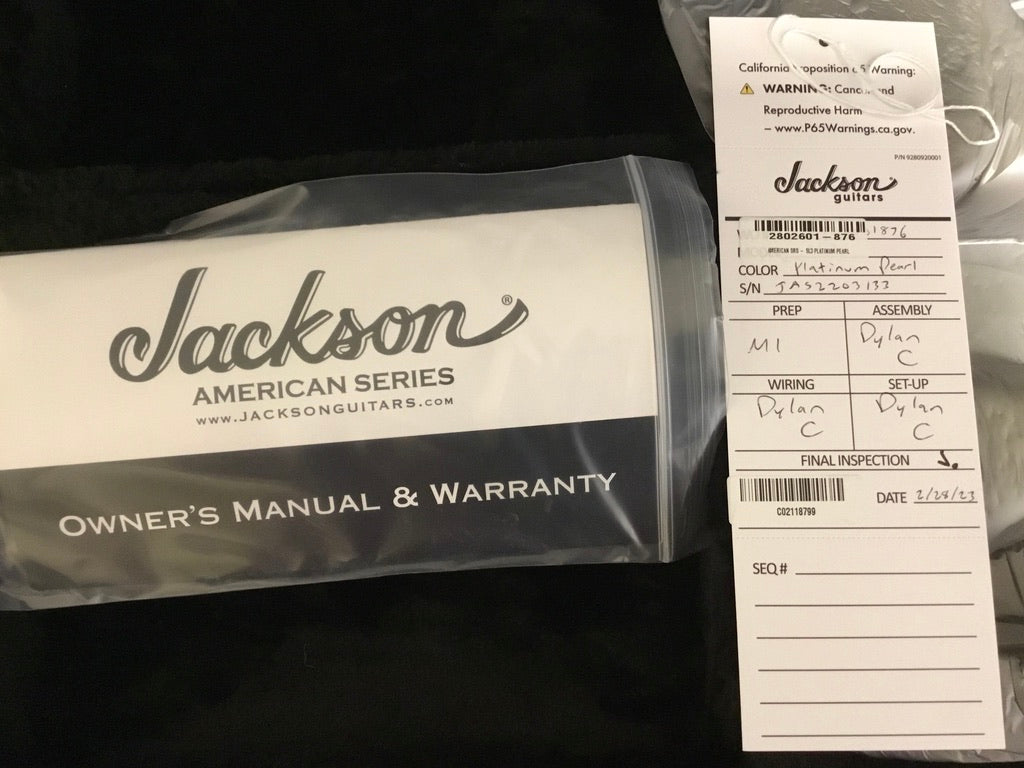 Jackson®
AMERICAN SERIES
WWW.JACKSONGUITARS.COM
OWNER'S MANUAL & WARRANTY
California Proposition 65 Warning:
⚠ WARNING: Cancer and
Reproductive Harm
– www.P65Warnings.ca.gov.
P/N 9280920001
Jackson
guitars
1876
2802601-876
AMERICAN DRS - SL3 PLATINUM PEARL
COLOR Platinum Pearl
S/N JAS2203133
PREP ASSEMBLY
M1 Dylan C
WIRING SET-UP
Dylan C Dylan C
FINAL INSPECTION J.
C02118799
DATE 2/28/23
SEQ #